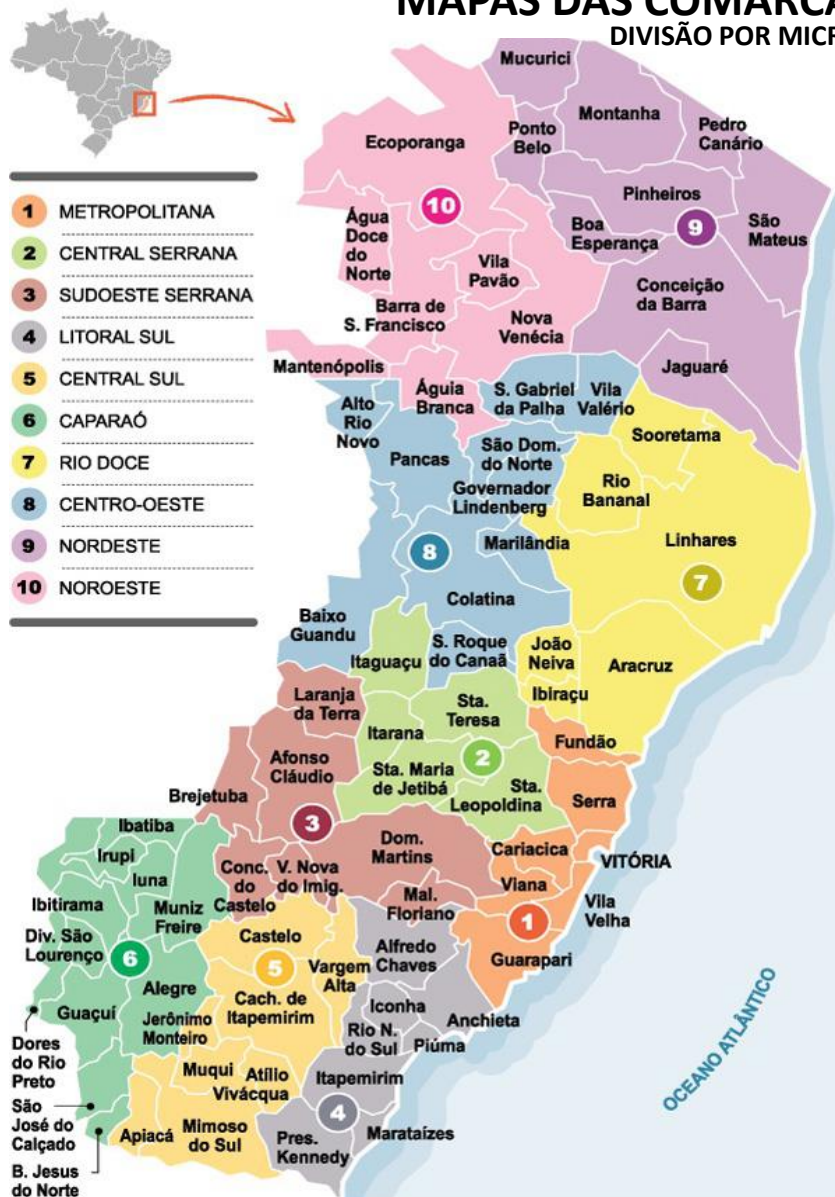 MAPAS DAS COMARCA
DIVISÃO POR MICR
1 METROPOLITANA
2 CENTRAL SERRANA
3 SUDOESTE SERRANA
4 LITORAL SUL
5 CENTRAL SUL
6 CAPARAÓ
7 RIO DOCE
8 CENTRO-OESTE
9 NORDESTE
10 NOROESTE
Mucurici
Montanha
Ponto
Belo
Pedro
Canário
Ecoporanga
10
Pinheiros
9
Água
Doce
do
Norte
Boa
Esperança
São
Mateus
Vila
Pavão
Conceição
da Barra
Barra de
S. Francisco
Nova
Venécia
Mantenópolis
Jaguaré
Águia
Branca
S. Gabriel
da Palha
Vila
Valério
Alto
Rio
Novo
Sooretama
Pancas
São Dom.
do Norte
Rio
Bananal
Governador
Lindenberg
Linhares
8
Marilândia
7
Colatina
Baixo
Guandu
Itaguaçu
S. Roque
do Canaã
João
Neiva
Aracruz
Ibiraçu
Laranja
da Terra
Sta.
Teresa
Itarana
Fundão
2
Afonso
Cláudio
Sta. Maria
de Jetibá
Sta.
Leopoldina
Serra
Brejetuba
3
Ibatiba
Dom.
Martins
Cariacica
VITÓRIA
Irupi
Iuna
Conc.
do
Castelo
V. Nova
do Imig.
Viana
Vila
Velha
Ibitirama
Muniz
Freire
Mal.
Floriano
1
Div. São
Lourenço
6
Castelo
5
Vargem
Alta
Alfredo
Chaves
Guarapari
Alegre
Guaçuí
Cach. de
Itapemirim
Iconha
Anchieta
Jerônimo
Monteiro
Rio N.
do Sul
Piúma
Dores
do Rio
Preto
Muqui
Atílio
Vivácqua
Itapemirim
4
São
José do
Calçado
Apiacá
Mimoso
do Sul
Pres.
Kennedy
Marataízes
B. Jesus
do Norte
OCEANO ATLÂNTICO